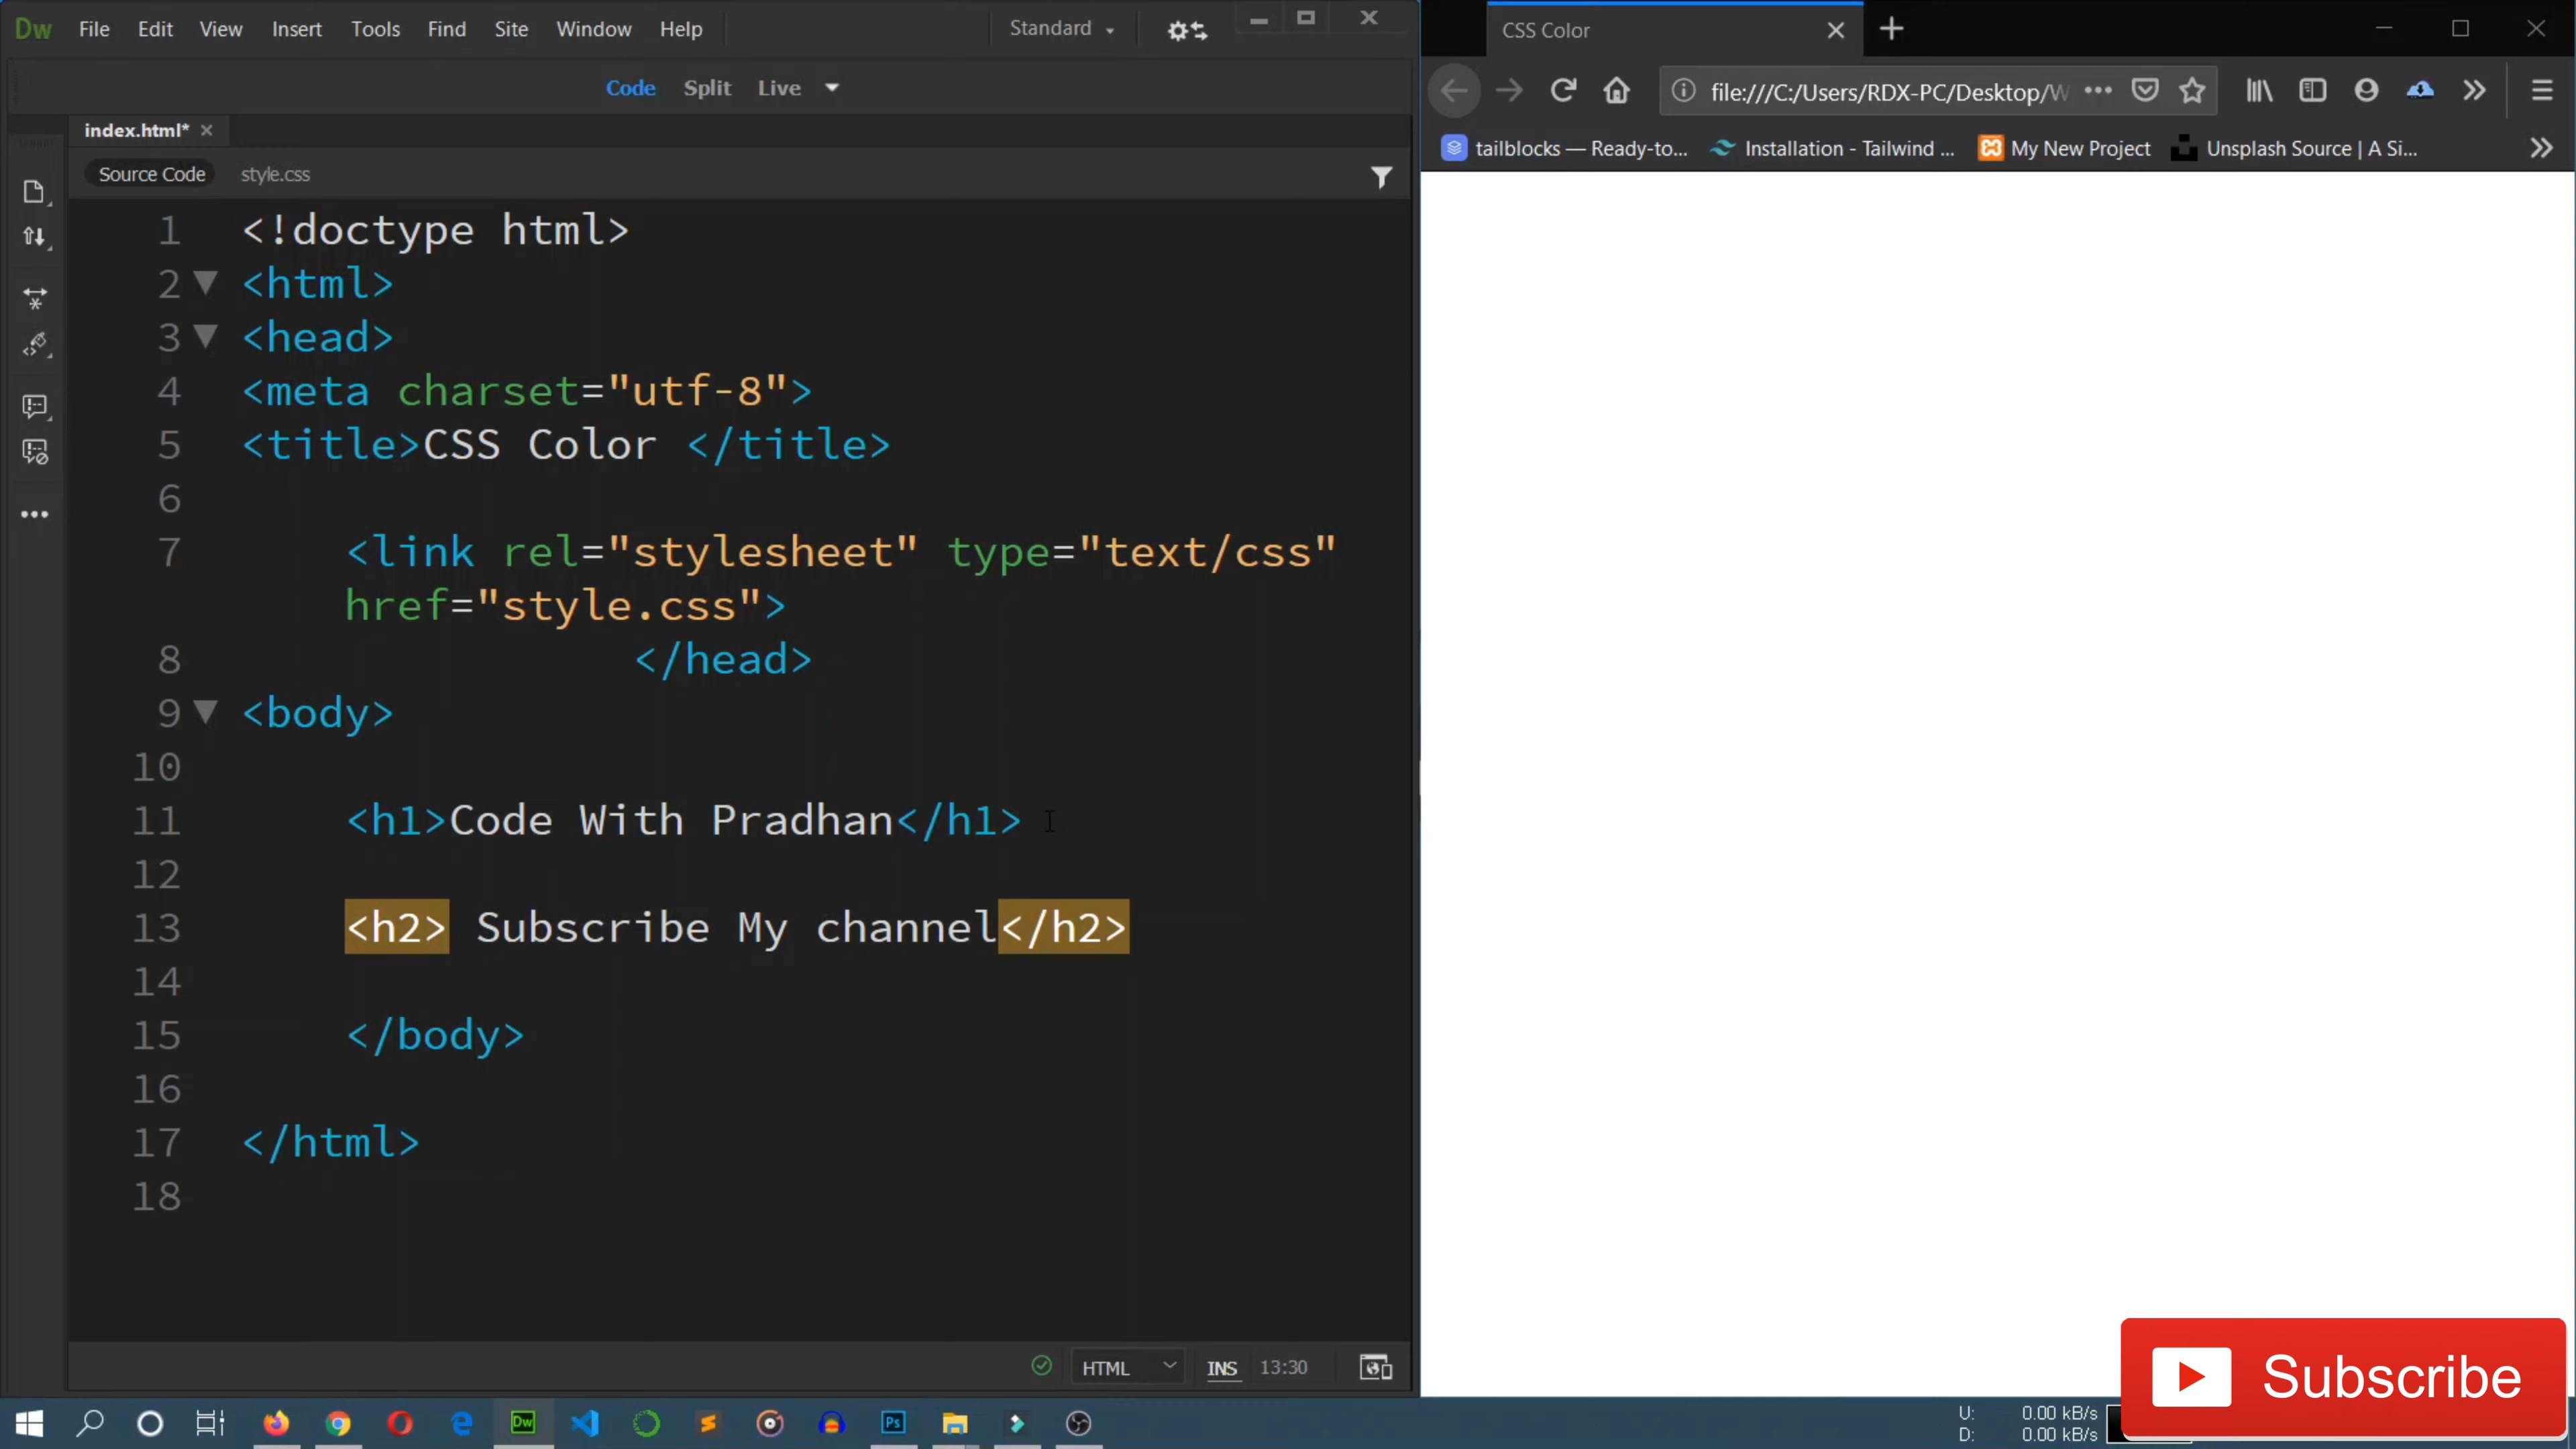 Dw File Edit View Insert Tools Find Site Window Help Standard
Code Split Live
index.html*
Source Code style.css
1 <!doctype html>
2 <html>
3 <head>
4 <meta charset="utf-8">
5 <title>CSS Color </title>
6
7 <link rel="stylesheet" type="text/css"
href="style.css">
8 </head>
9 <body>
10
11 <h1>Code With Pradhan</h1>
12
13 <h2> Subscribe My channel</h2>
14
15 </body>
16
17 </html>
18
HTML INS 13:30
CSS Color
file:///C:/Users/RDX-PC/Desktop/W
tailblocks — Ready-to... Installation - Tailwind ... My New Project Unsplash Source | A Si...
Subscribe
Dw Ps
U: 0.00 kB/s
D: 0.00 kB/s